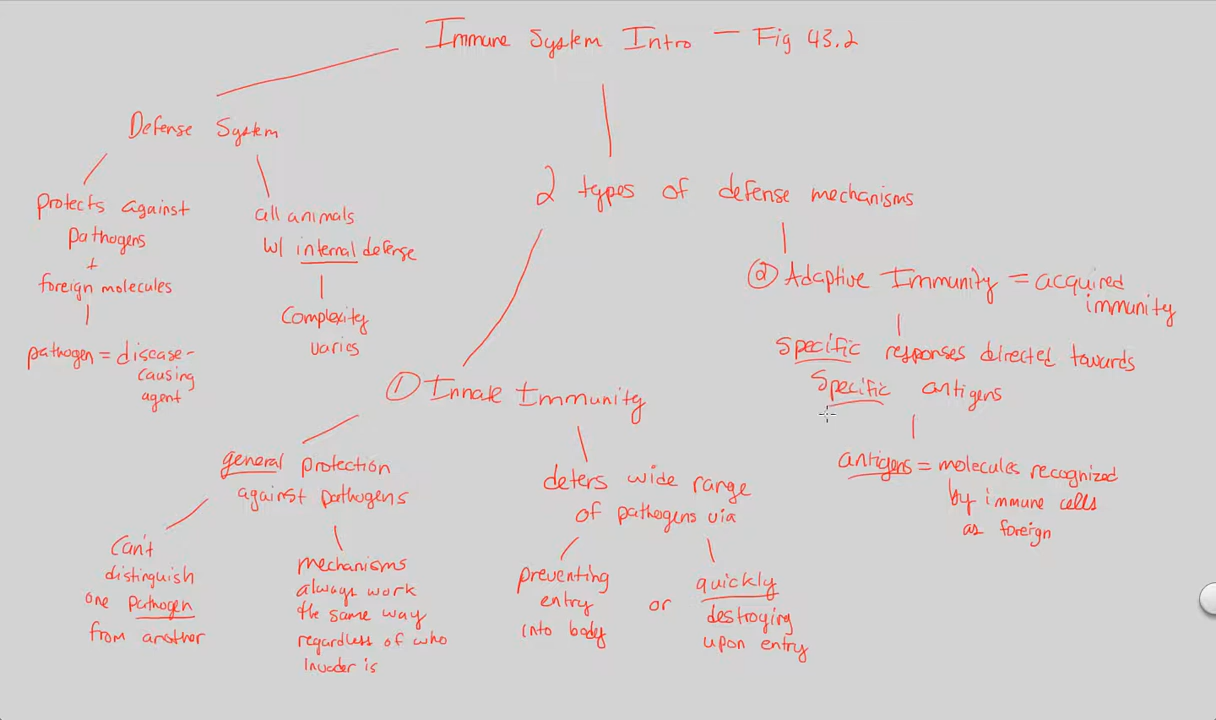 Immune System Intro — Fig 43.2
Defense System
protects against
pathogens
+
foreign molecules
pathogen = disease-
causing
agent
all animals
w/ internal defense
Complexity
varies
2 types of defense mechanisms
① Innate Immunity
general protection
against pathogens
Can't
distinguish
one pathogen
from another
mechanisms
always work
the same way
regardless of who
invader is
deters wide range
of pathogens via
preventing
entry
into body
or
quickly
destroying
upon entry
② Adaptive Immunity = acquired
immunity
Specific responses directed towards
Specific antigens
antigens = molecules recognized
by immune cells
as foreign